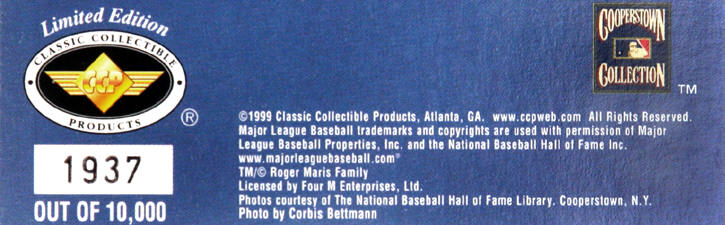 Limited Edition
CLASSIC COLLECTIBLE
CCP
PRODUCTS
®
1937
OUT OF 10,000
COOPERSTOWN
COLLECTION
TM
©1999 Classic Collectible Products, Atlanta, GA. www.ccpweb.com All Rights Reserved.
Major League Baseball trademarks and copyrights are used with permission of Major
League Baseball Properties, Inc. and the National Baseball Hall of Fame Inc.
www.majorleaguebaseball.com®
TM/© Roger Maris Family
Licensed by Four M Enterprises, Ltd.
Photos courtesy of The National Baseball Hall of Fame Library. Cooperstown, N.Y.
Photo by Corbis Bettmann